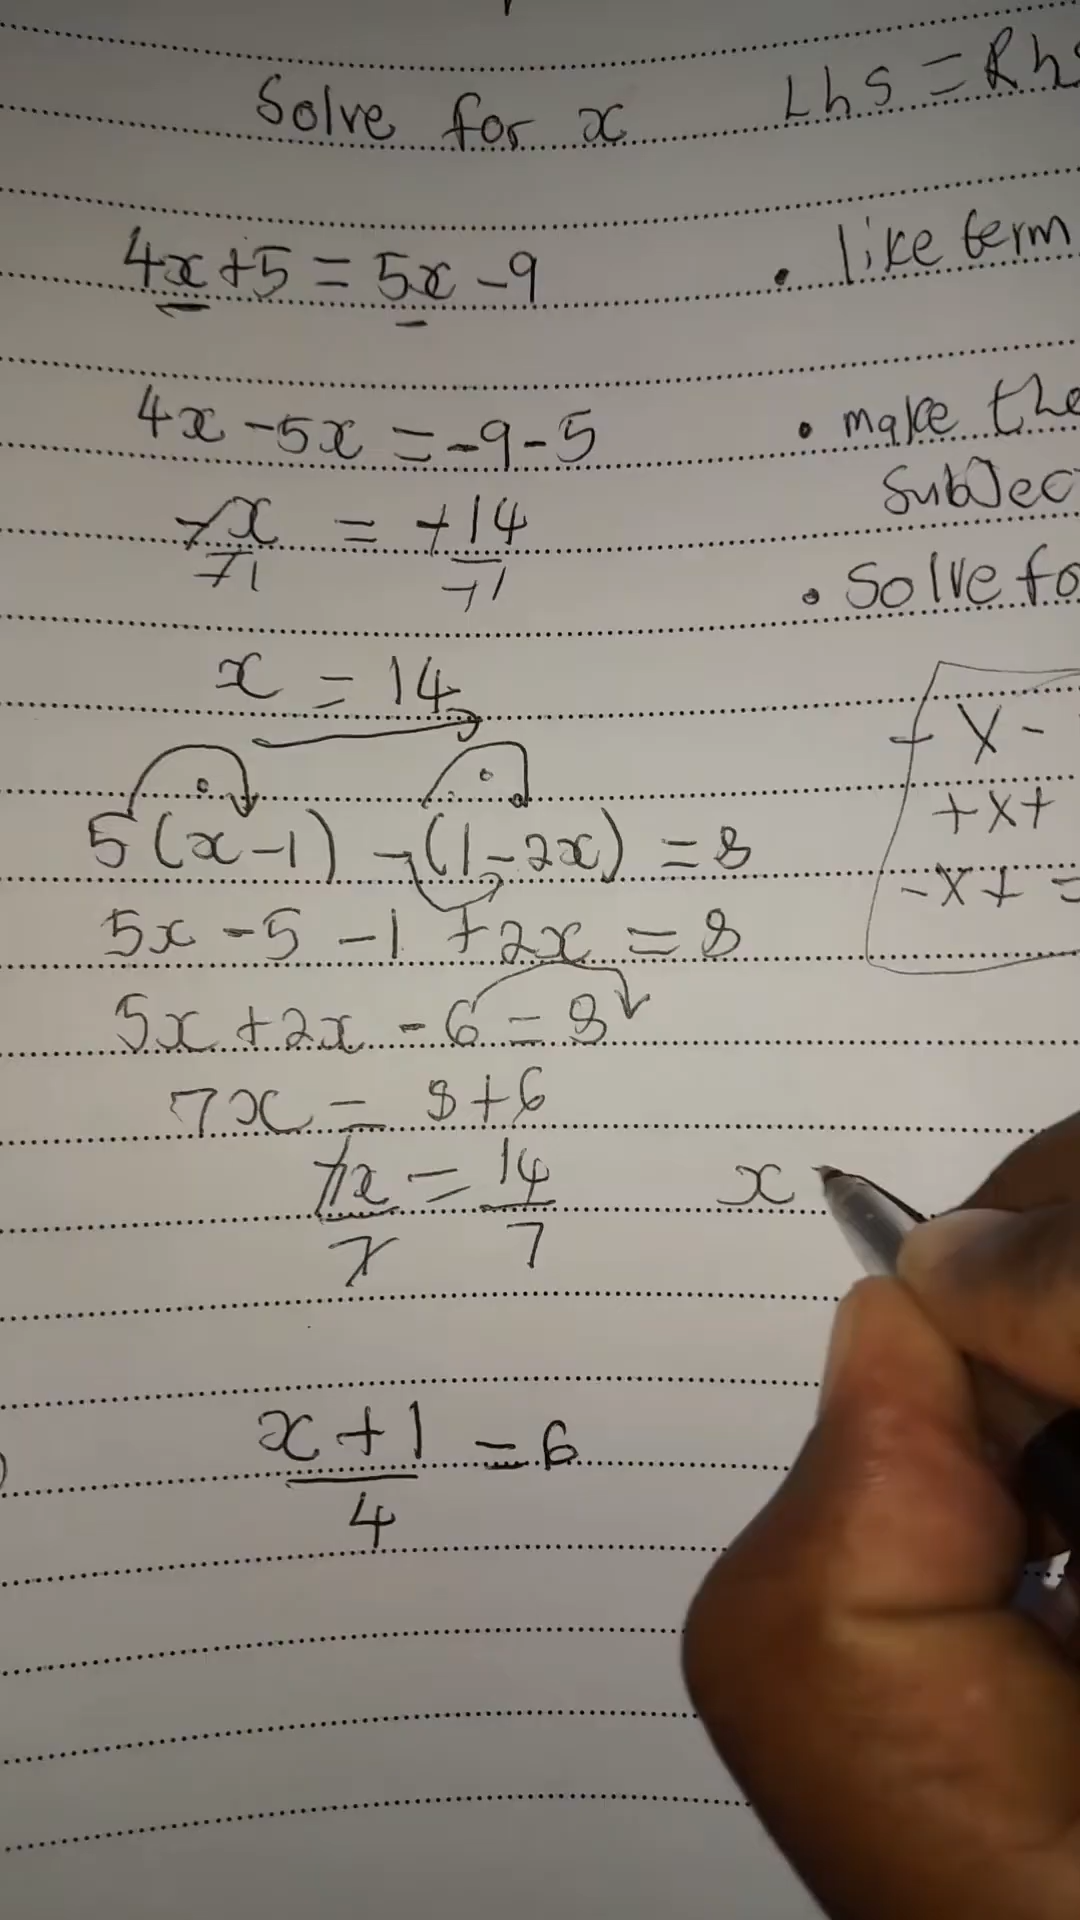 Solve for x
Lhs = Rhs
4x+5 = 5x-9
• like term
4x-5x = -9-5
• make the
Subject
-x/-1 = -14/-1
• Solve fo
x = 14
5(x-1) -(1-2x) = 8
- x -
+x+
-x+ =
5x-5-1+2x = 8
5x+2x-6 = 8
7x = 8+6
7x/7 = 14/7
x
x+1/4 = 6